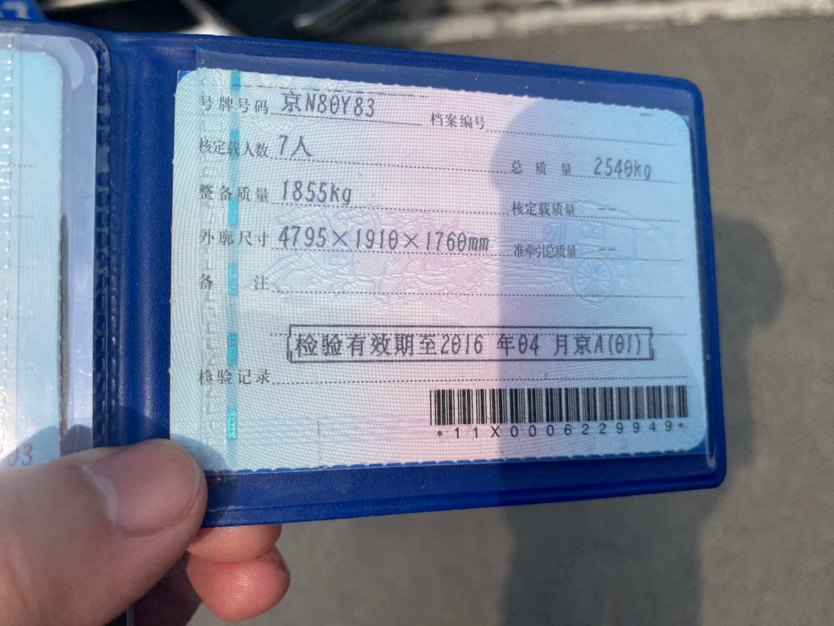 号牌号码 京N80Y83 档案编号
核定载人数 7人 总质量 2540kg
整备质量 1855kg 核定载质量 --
外廓尺寸 4795×1910×1760mm 准牵引总质量 --
备注
检验有效期至2016年04月京A(01)
检验记录
*11X0006229949*
03